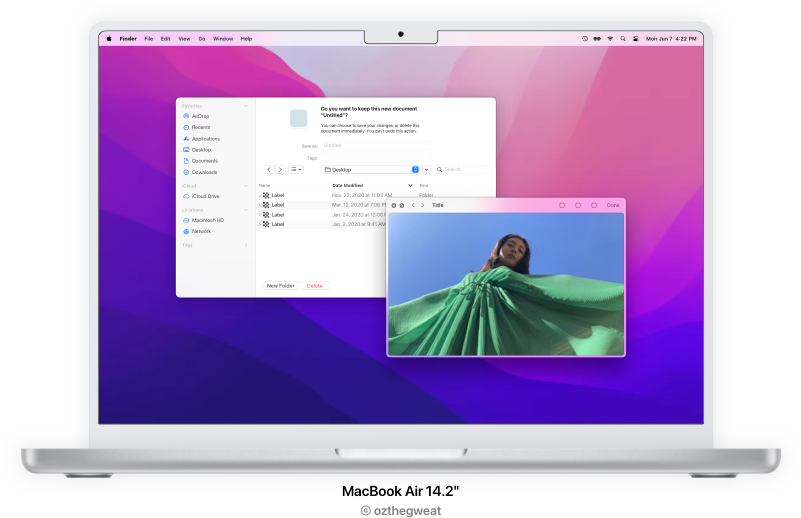 Finder File Edit View Go Window Help Mon Jun 7 4:22 PM
Favorites
AirDrop
Recents
Applications
Desktop
Documents
Downloads
iCloud
iCloud Drive
Locations
Macintosh HD
Network
Tags
Do you want to keep this new document
"Untitled"?
You can choose to save your changes, or delete this
document immediately. You can't undo this action.
Save as: Untitled
Tags:
Desktop Search
Name Date Modified Kind
Label Nov. 22, 2020 at 11:03 AM Folder
Label Mar. 12, 2020 at 7:06 P
Label Jan. 24, 2020 at 12:00
Label Jan. 2, 2020 at 9:41 AM
New Folder Delete
Title Done
MacBook Air 14.2"
© ozthegweat